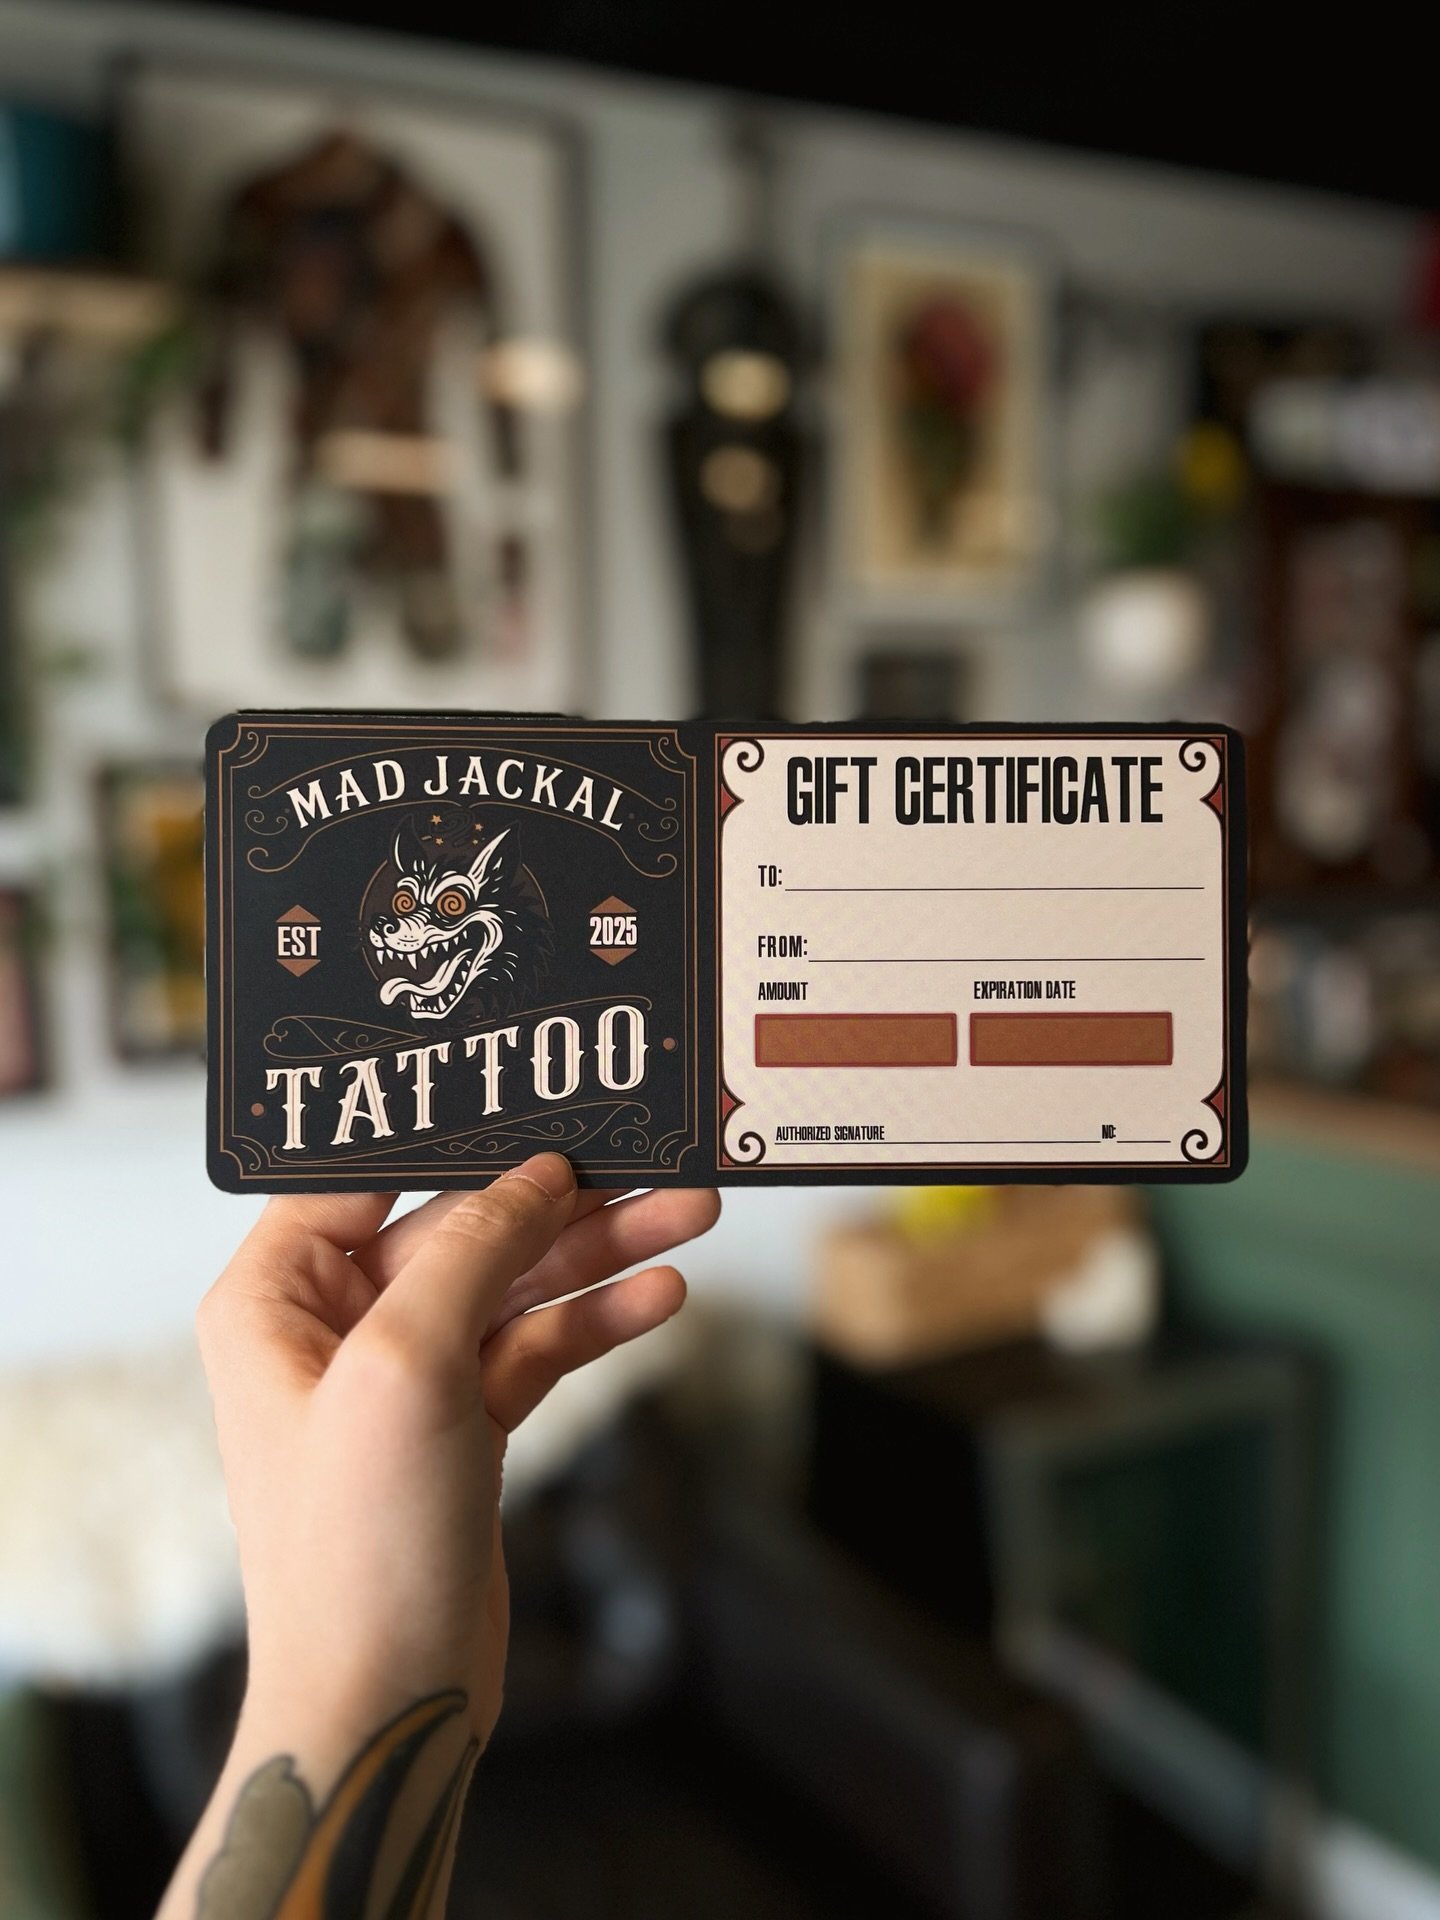 MAD JACKAL
EST
2025
TATTOO
GIFT CERTIFICATE
TO:
FROM:
AMOUNT
EXPIRATION DATE
AUTHORIZED SIGNATURE
NO: